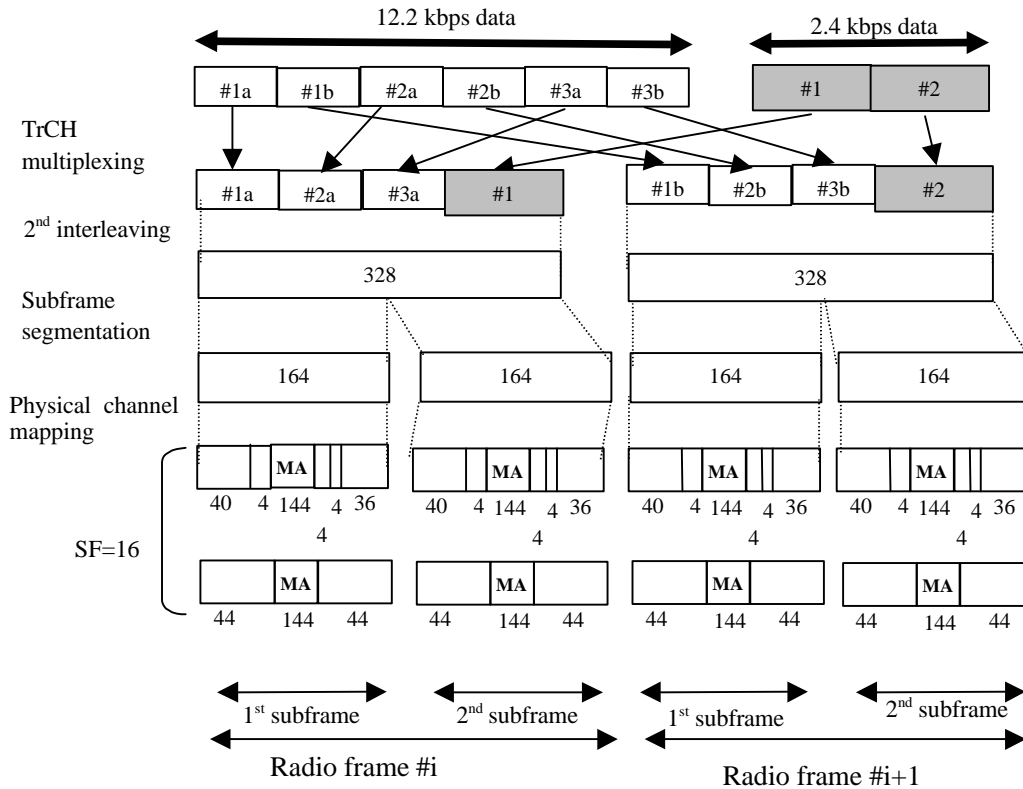 12.2 kbps data 2.4 kbps data
#1a #1b #2a #2b #3a #3b #1 #2
TrCH
multiplexing
#1a #2a #3a #1 #1b #2b #3b #2
2nd interleaving
328 328
Subframe
segmentation
164 164 164 164
Physical channel
mapping
MA MA MA MA
40 4 144 4 36 40 4 144 4 36 40 4 144 4 36 40 4 144 4 36
4 4 4 4
SF=16
MA MA MA MA
44 144 44 44 144 44 44 144 44 44 144 44
1st subframe 2nd subframe 1st subframe 2nd subframe
Radio frame #i Radio frame #i+1